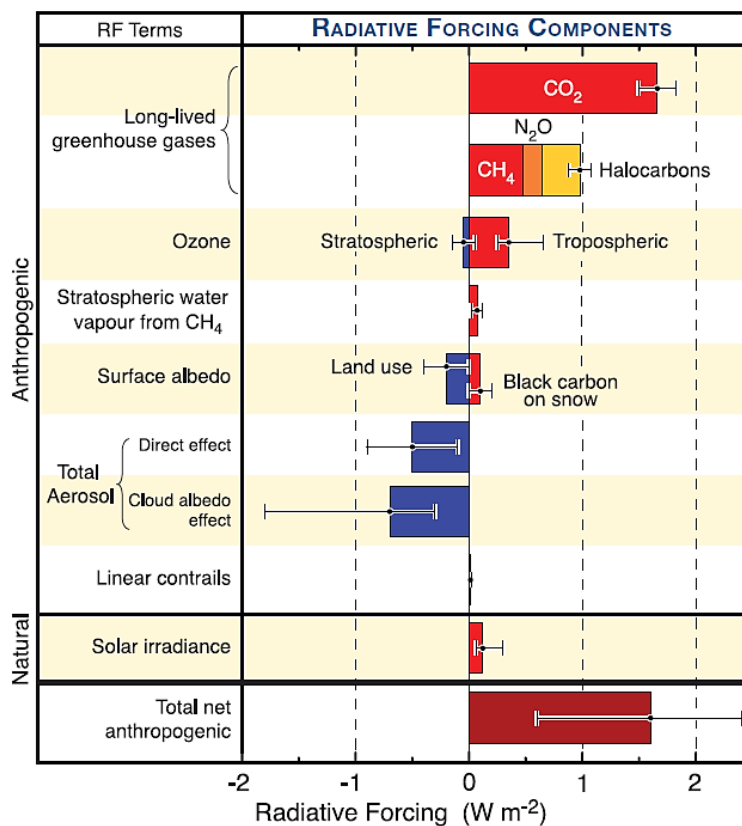 RF Terms
RADIATIVE FORCING COMPONENTS
Anthropogenic
Long-lived
greenhouse gases
CO₂
N₂O
CH₄
Halocarbons
Ozone
Stratospheric
Tropospheric
Stratospheric water
vapour from CH₄
Surface albedo
Land use
Black carbon
on snow
Total
Aerosol
Direct effect
Cloud albedo
effect
Linear contrails
Natural
Solar irradiance
Total net
anthropogenic
-2 -1 0 1 2
Radiative Forcing (W m⁻²)